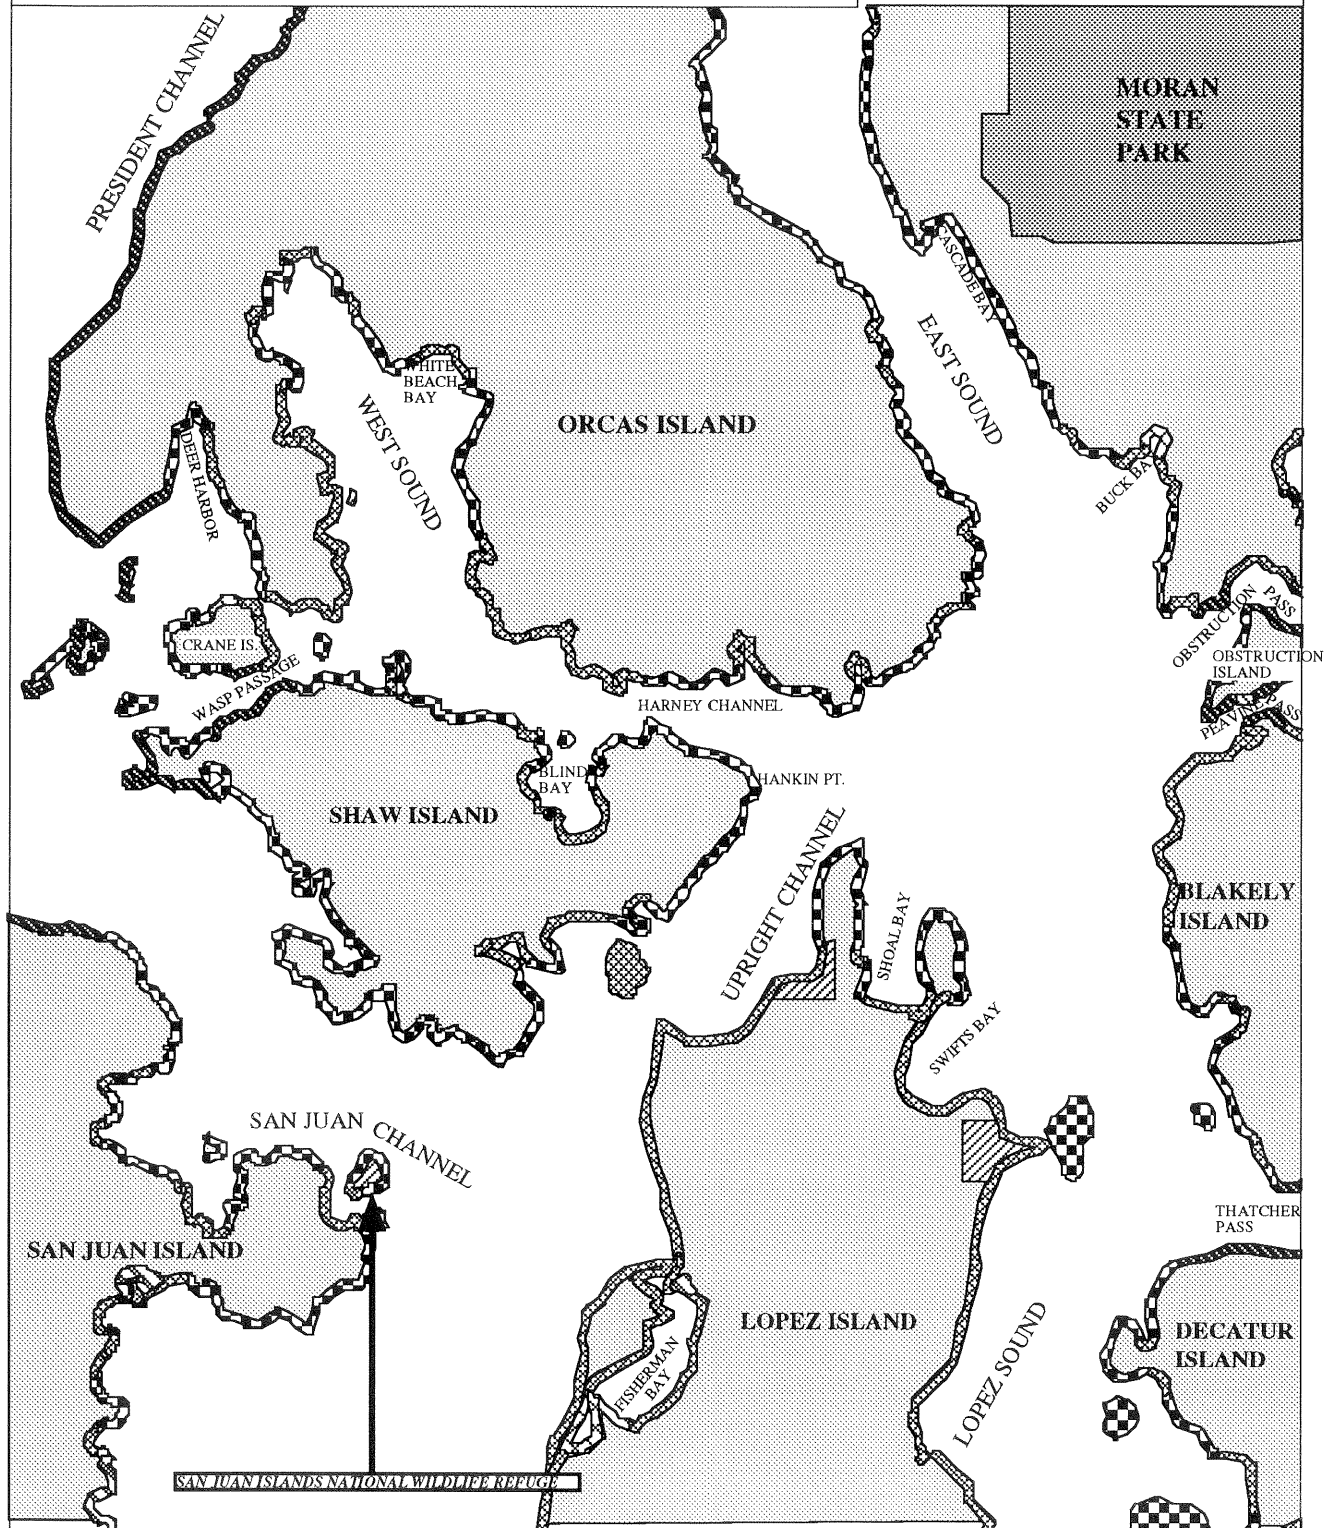 PRESIDENT CHANNEL
MORAN
STATE
PARK
CASCADE BAY
EAST SOUND
WHITE
BEACH
BAY
WEST SOUND
ORCAS ISLAND
DEER HARBOR
BUCK BAY
OBSTRUCTION PASS
CRANE IS.
OBSTRUCTION
ISLAND
WASP PASSAGE
HARNEY CHANNEL
PEAVINE PASS
BLIND
BAY
HANKIN PT.
SHAW ISLAND
UPRIGHT CHANNEL
BLAKELY
ISLAND
SHOAL BAY
SWIFTS BAY
SAN JUAN CHANNEL
THATCHER
PASS
SAN JUAN ISLAND
LOPEZ ISLAND
DECATUR
ISLAND
LOPEZ SOUND
FISHERMAN
BAY
SAN JUAN ISLANDS NATIONAL WILDLIFE REFUGE